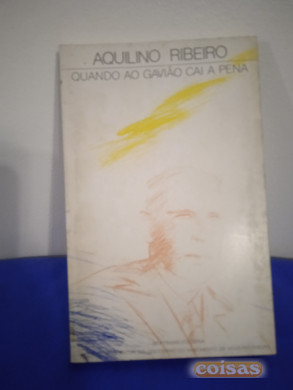 AQUILINO RIBEIRO
QUANDO AO GAVIÃO CAI A PENA
coisas